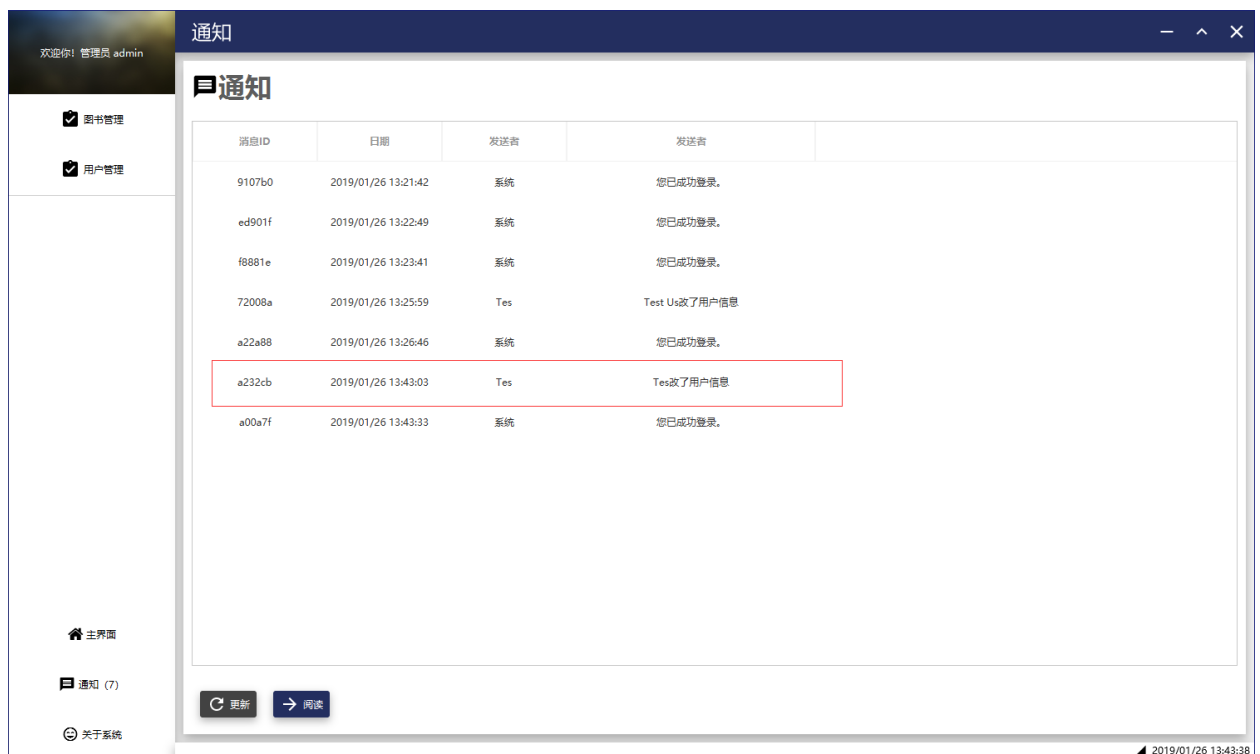 欢迎你！管理员 admin
通知
图书管理
用户管理
通知
消息ID 日期 发送者 发送者
9107b0 2019/01/26 13:21:42 系统 您已成功登录。
ed901f 2019/01/26 13:22:49 系统 您已成功登录。
f8881e 2019/01/26 13:23:41 系统 您已成功登录。
72008a 2019/01/26 13:25:59 Tes Test Us改了用户信息
a22a88 2019/01/26 13:26:46 系统 您已成功登录。
a232cb 2019/01/26 13:43:03 Tes Tes改了用户信息
a00a7f 2019/01/26 13:43:33 系统 您已成功登录。
主界面
通知 (7)
关于系统
更新 阅读
2019/01/26 13:43:38